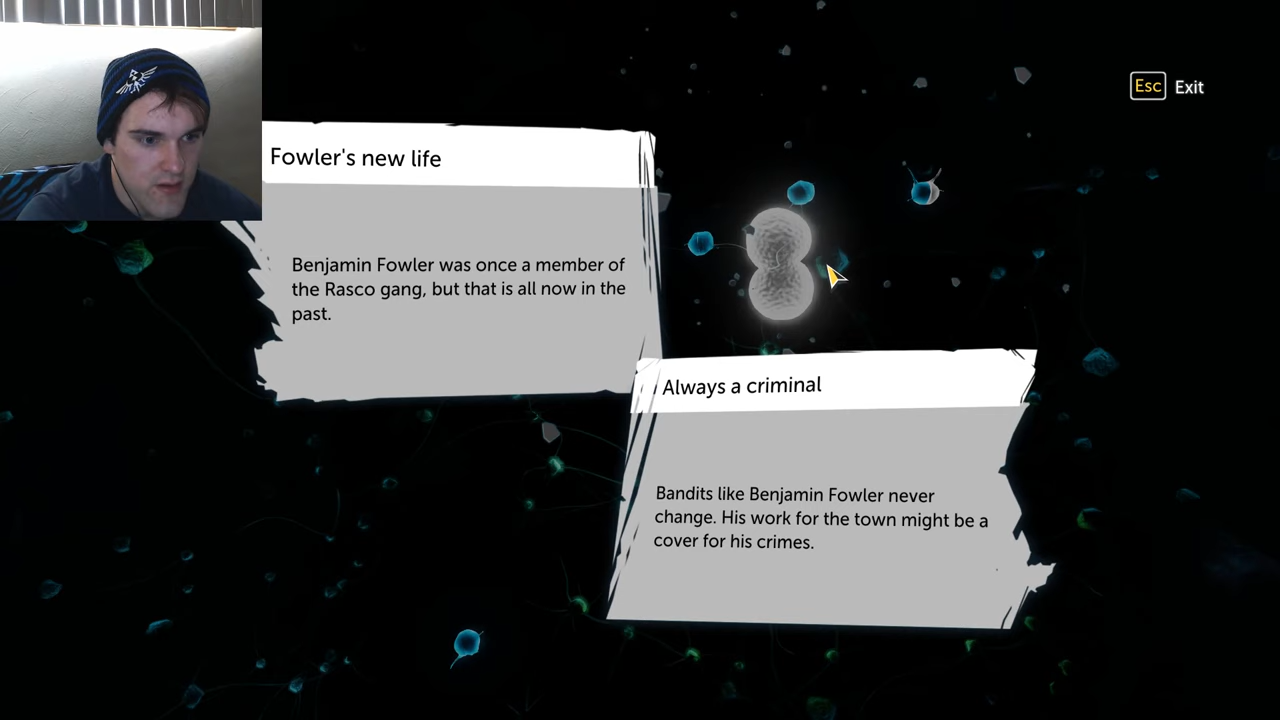 Esc Exit
Fowler's new life
Benjamin Fowler was once a member of
the Rasco gang, but that is all now in the
past.
Always a criminal
Bandits like Benjamin Fowler never
change. His work for the town might be a
cover for his crimes.